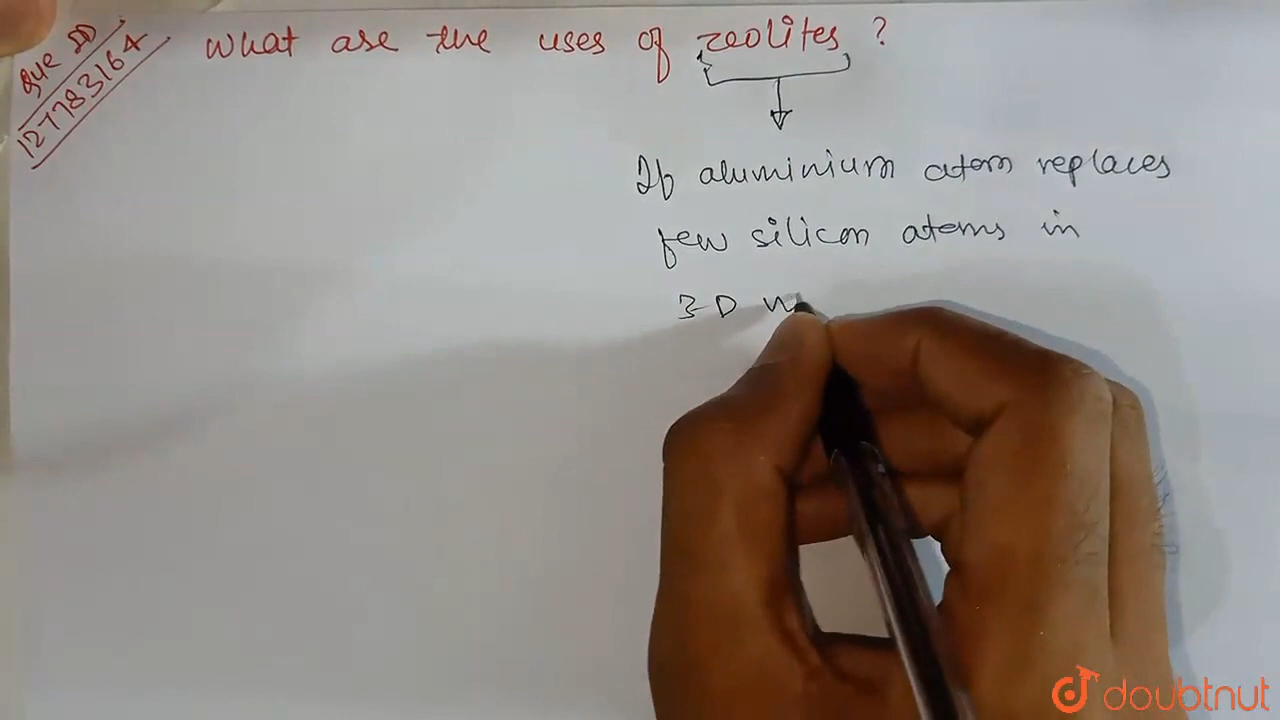 Que ID
127783164
What are the uses of zeolites ?
If aluminium atom replaces
few silicon atoms in
3-D
doubtnut